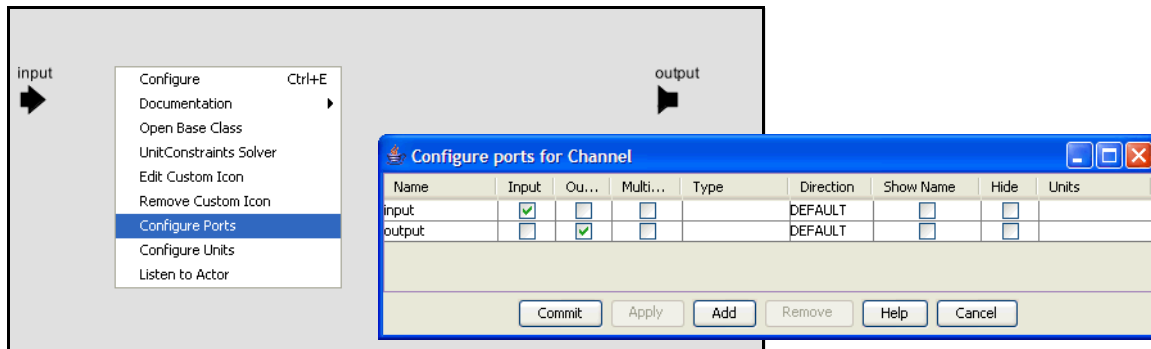 input
output
Configure Ctrl+E
Documentation
Open Base Class
UnitConstraints Solver
Edit Custom Icon
Remove Custom Icon
Configure Ports
Configure Units
Listen to Actor
Configure ports for Channel
Name Input Ou... Multi... Type Direction Show Name Hide Units
input DEFAULT
output DEFAULT
Commit Apply Add Remove Help Cancel